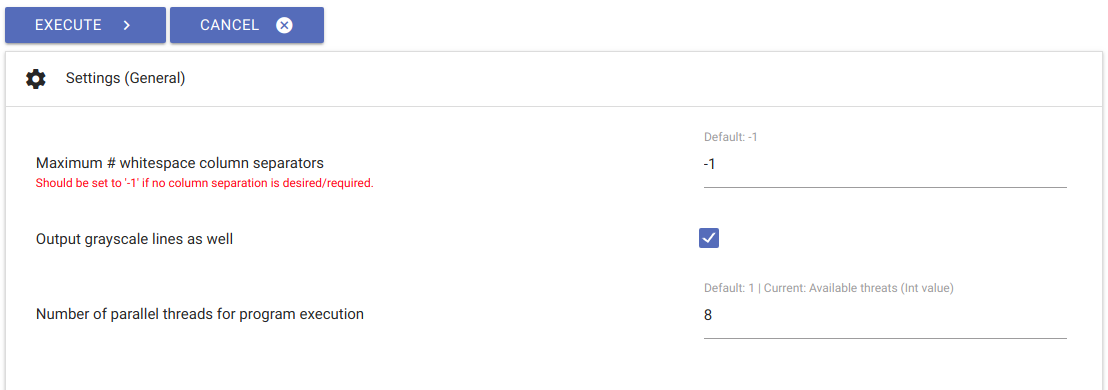 EXECUTE
CANCEL
Settings (General)
Default: -1
Maximum # whitespace column separators
-1
Should be set to '-1' if no column separation is desired/required.
Output grayscale lines as well
Default: 1 | Current: Available threats (Int value)
Number of parallel threads for program execution
8